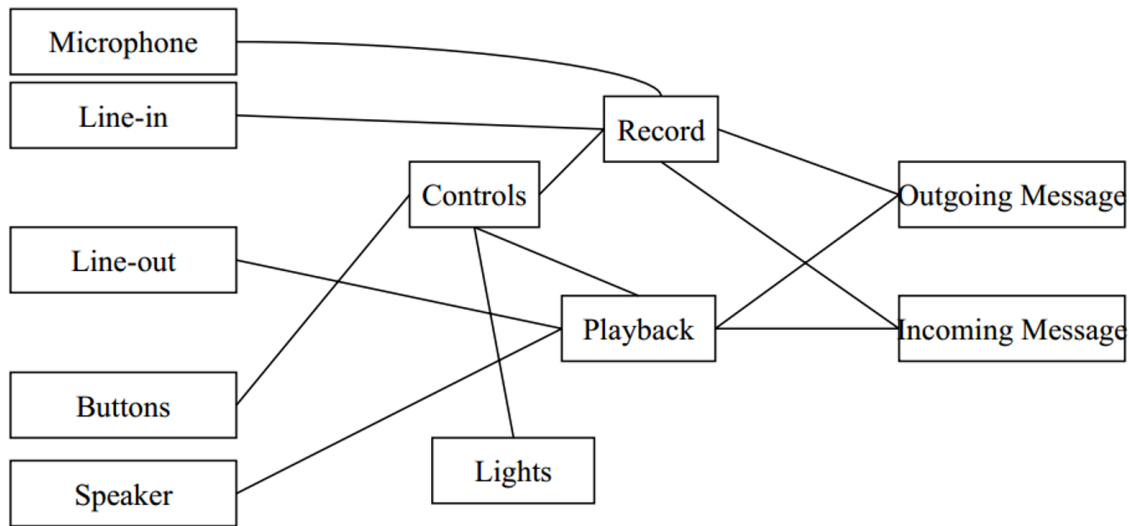 Microphone
Line-in
Record
Controls
Outgoing Message
Line-out
Playback
Incoming Message
Buttons
Lights
Speaker